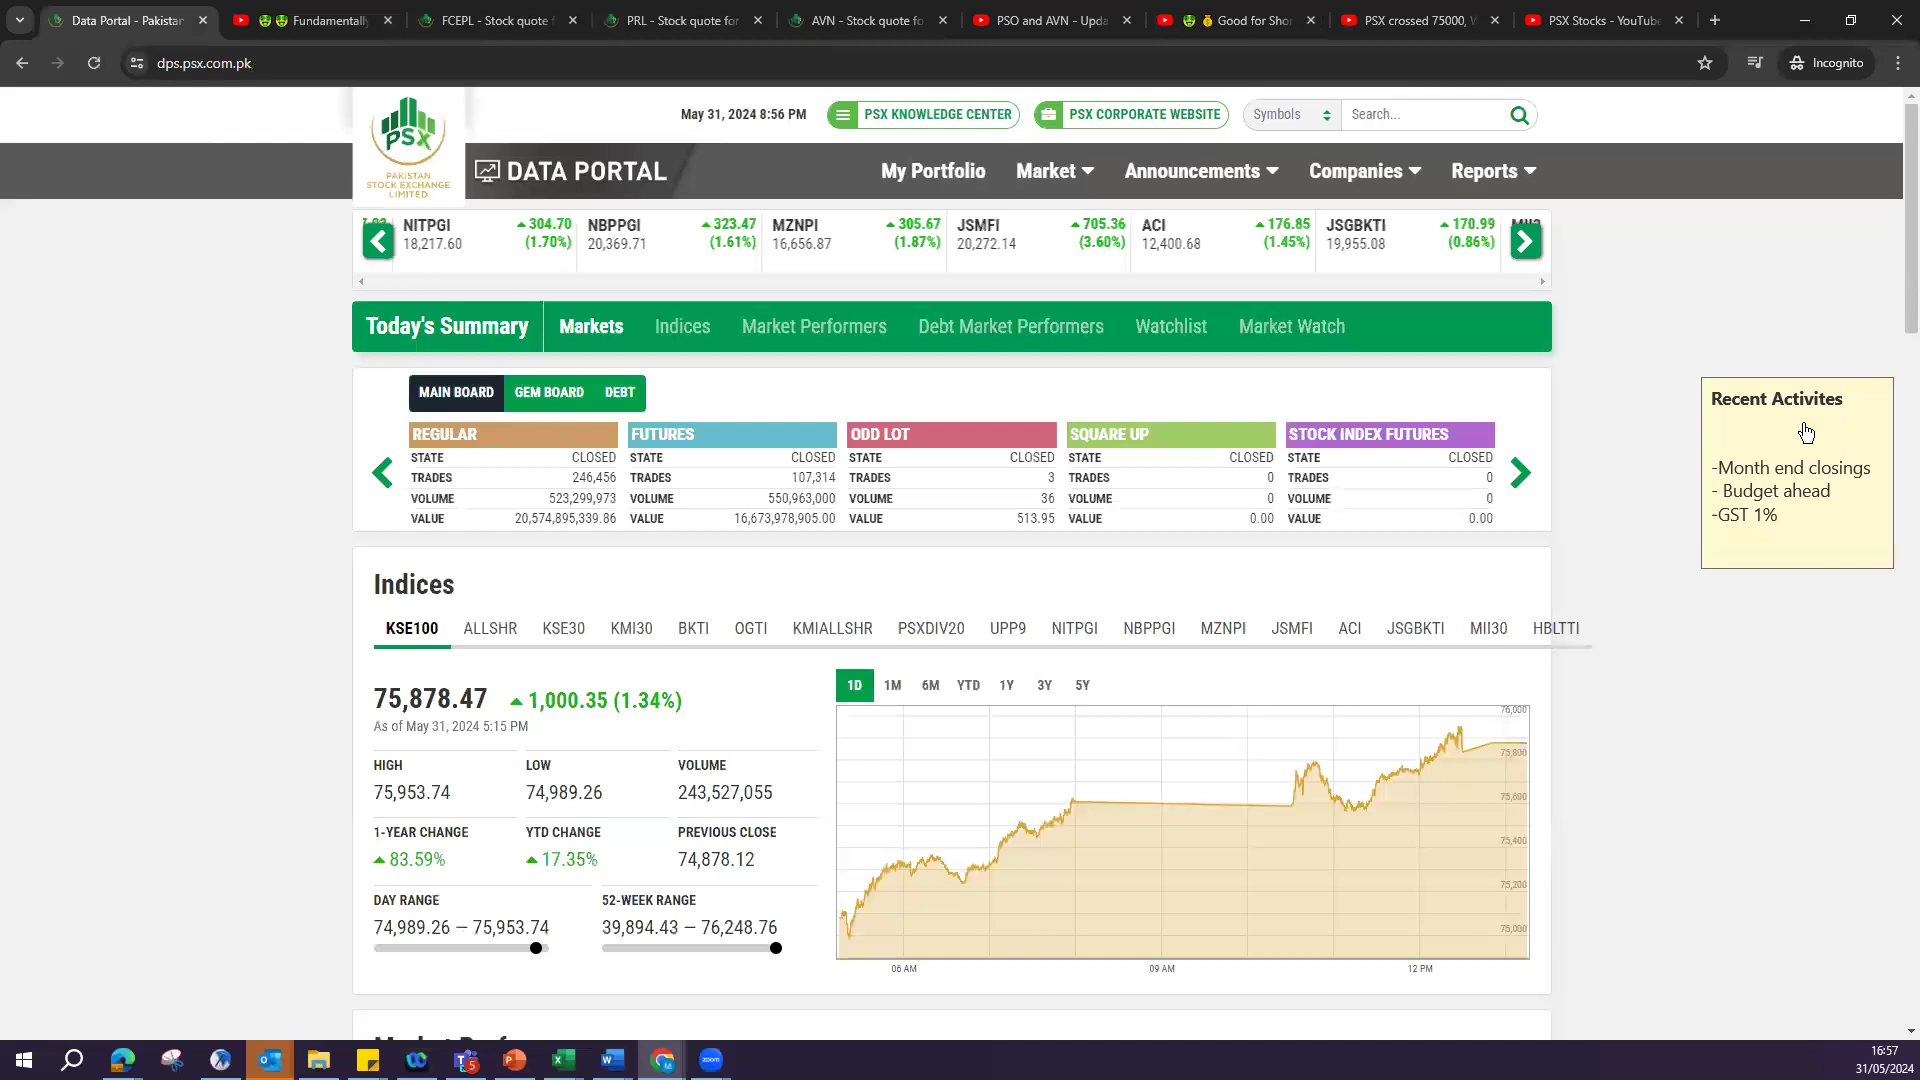 Data Portal - Pakistan
Fundamentally
FCEPL - Stock quote f
PRL - Stock quote for
AVN - Stock quote fo
PSO and AVN - Upda
Good for Shor
PSX crossed 75000,
PSX Stocks - YouTube
dps.psx.com.pk
Incognito
PSX
PAKISTAN
STOCK EXCHANGE
LIMITED
May 31, 2024 8:56 PM
PSX KNOWLEDGE CENTER
PSX CORPORATE WEBSITE
Symbols
Search...
DATA PORTAL
My Portfolio
Market
Announcements
Companies
Reports
NITPGI 304.70
18,217.60 (1.70%)
NBPPGI 323.47
20,369.71 (1.61%)
MZNPI 305.67
16,656.87 (1.87%)
JSMFI 705.36
20,272.14 (3.60%)
ACI 176.85
12,400.68 (1.45%)
JSGBKTI 170.99
19,955.08 (0.86%)
Today's Summary
Markets
Indices
Market Performers
Debt Market Performers
Watchlist
Market Watch
MAIN BOARD
GEM BOARD
DEBT
REGULAR
STATE CLOSED
TRADES 246,456
VOLUME 523,299,973
VALUE 20,574,895,339.86
FUTURES
STATE CLOSED
TRADES 107,314
VOLUME 550,963,000
VALUE 16,673,978,905.00
ODD LOT
STATE CLOSED
TRADES 3
VOLUME 36
VALUE 513.95
SQUARE UP
STATE CLOSED
TRADES 0
VOLUME 0
VALUE 0.00
STOCK INDEX FUTURES
STATE CLOSED
TRADES 0
VOLUME 0
VALUE 0.00
Recent Activites
-Month end closings
- Budget ahead
-GST 1%
Indices
KSE100
ALLSHR
KSE30
KMI30
BKTI
OGTI
KMIALLSHR
PSXDIV20
UPP9
NITPGI
NBPPGI
MZNPI
JSMFI
ACI
JSGBKTI
MII30
HBLTTI
75,878.47 1,000.35 (1.34%)
As of May 31, 2024 5:15 PM
HIGH
75,953.74
LOW
74,989.26
VOLUME
243,527,055
1-YEAR CHANGE
83.59%
YTD CHANGE
17.35%
PREVIOUS CLOSE
74,878.12
DAY RANGE
74,989.26 — 75,953.74
52-WEEK RANGE
39,894.43 — 76,248.76
1D
1M
6M
YTD
1Y
3Y
5Y
76,000
75,800
75,600
75,400
75,200
75,000
06 AM
09 AM
12 PM
zoom
16:57
31/05/2024